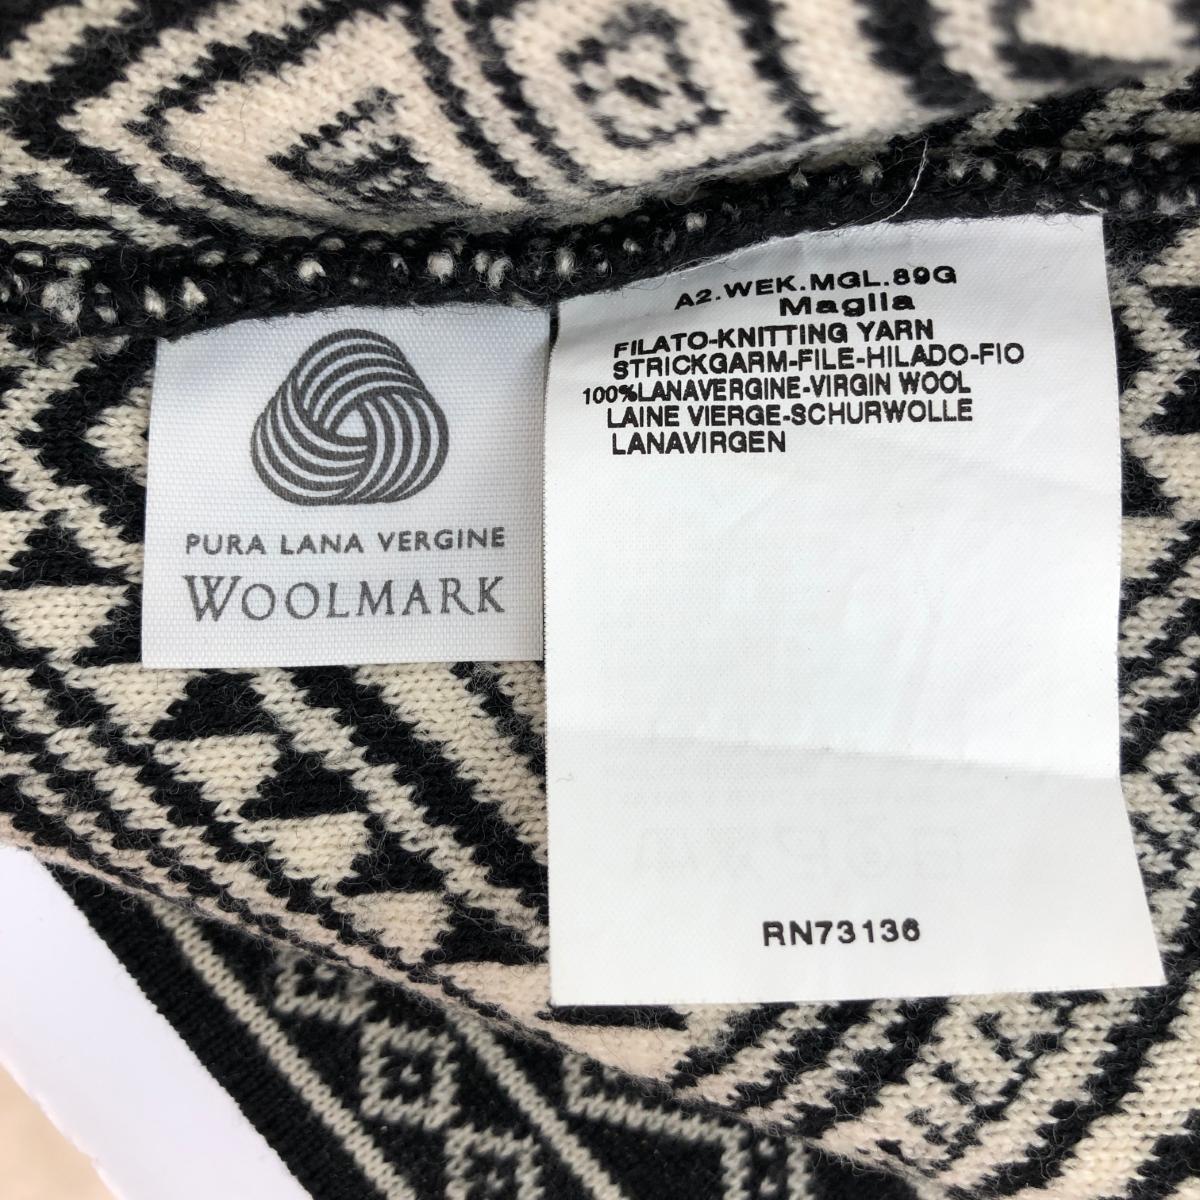 PURA LANA VERGINE
WOOLMARK
A2.WEK.MGL.89G
Maglia
FILATO-KNITTING YARN
STRICKGARM-FILE-HILADO-FIO
100%LANAVERGINE-VIRGIN WOOL
LAINE VIERGE-SCHURWOLLE
LANAVIRGEN
RN73136